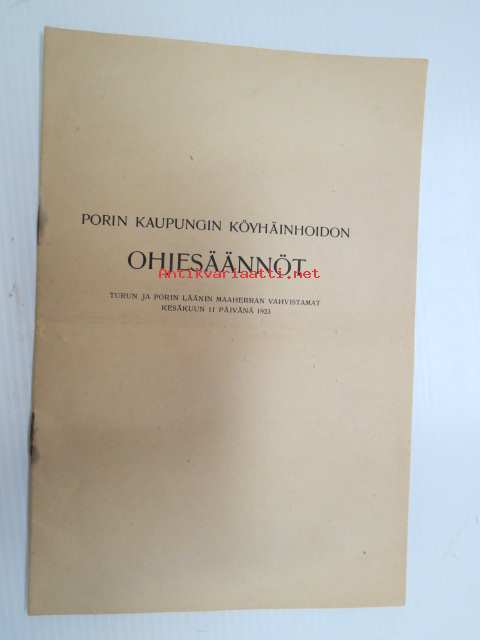 PORIN KAUPUNGIN KÖYHÄINHOIDON
OHJESÄÄNNÖT
Antikvariaatti.net
TURUN JA PORIN LÄÄNIN MAAHERRAN VAHVISTAMAT
KESÄKUUN 11 PÄIVÄNÄ 1923